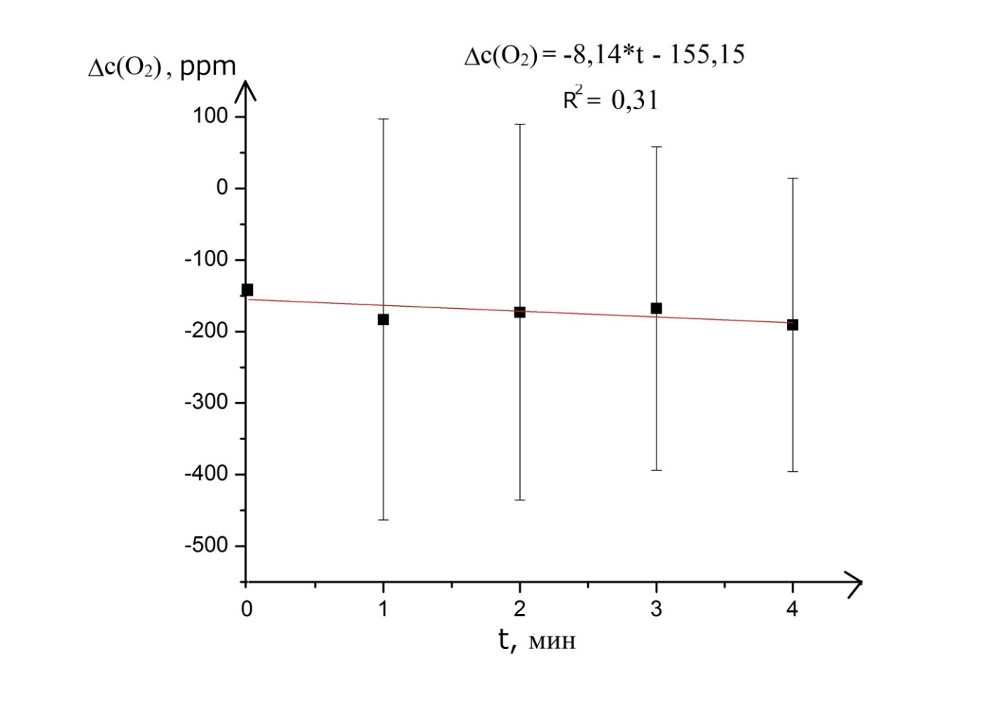 Δc(O₂) = -8,14*t - 155,15
R² = 0,31
Δc(O₂), ppm
100
0
-100
-200
-300
-400
-500
0 1 2 3 4
t, мин